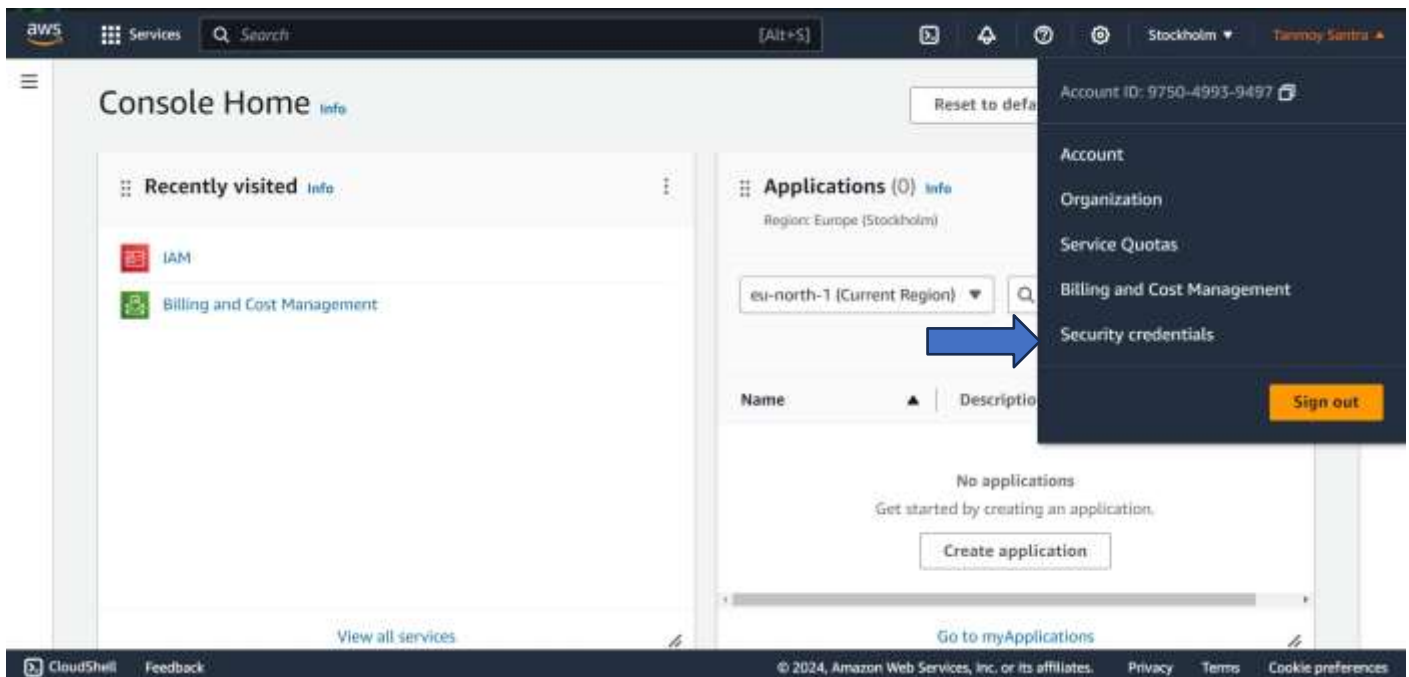 aws Services Search [Alt+S] Stockholm Tanmoy Santra
Console Home Info
Reset to defa
Account ID: 9750-4993-9497
Account
Organization
Service Quotas
Billing and Cost Management
Security credentials
Sign out
Recently visited Info
IAM
Billing and Cost Management
View all services
Applications (0) Info
Region: Europe (Stockholm)
eu-north-1 (Current Region)
Name Descriptio
No applications
Get started by creating an application.
Create application
Go to myApplications
CloudShell Feedback © 2024, Amazon Web Services, Inc. or its affiliates. Privacy Terms Cookie preferences